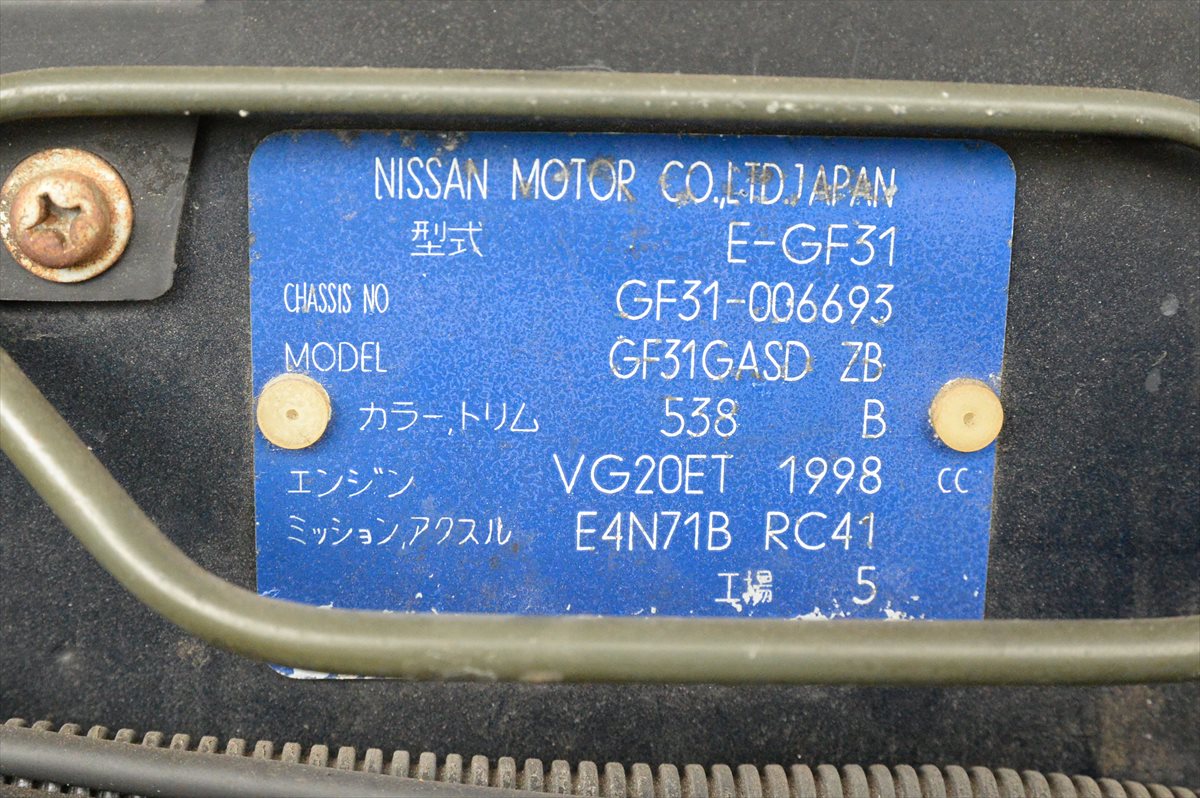 NISSAN MOTOR CO.,LTD.JAPAN
型式 E-GF31
CHASSIS NO GF31-006693
MODEL GF31GASD ZB
カラー,トリム 538 B
エンジン VG20ET 1998 CC
ミッション,アクスル E4N71B RC41
工場 5